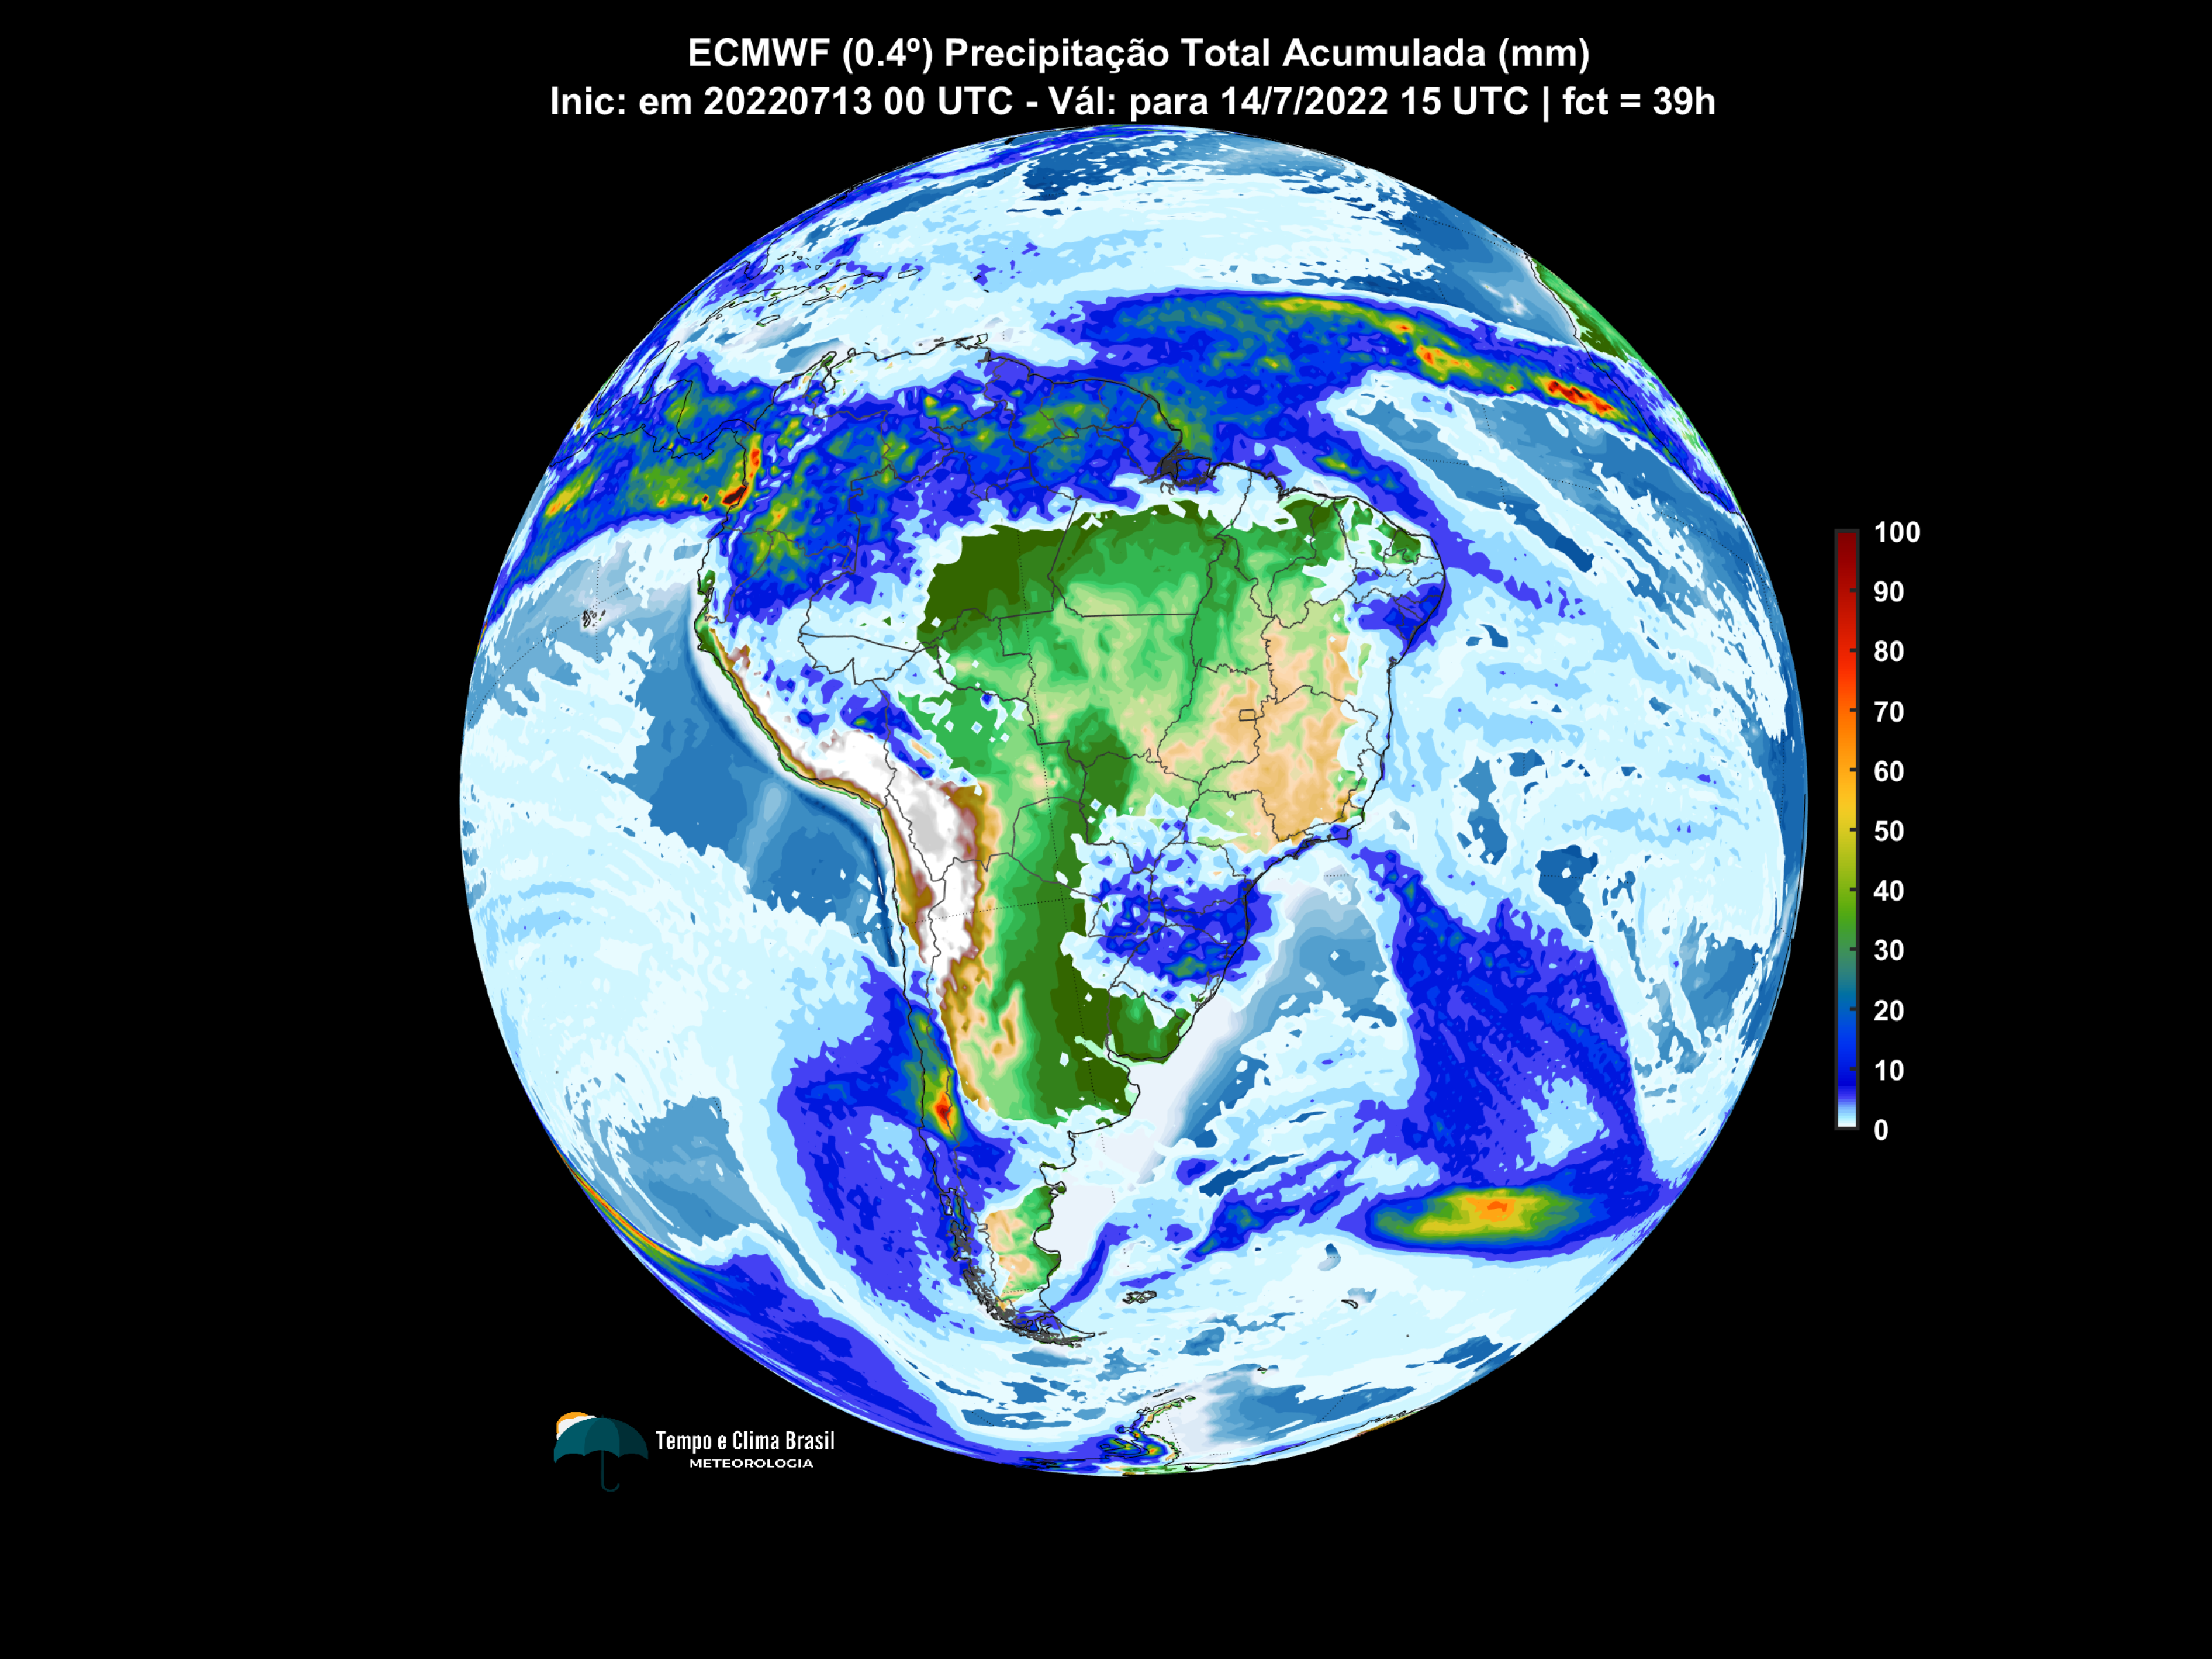 ECMWF (0.4º) Precipitação Total Acumulada (mm)
Inic: em 20220713 00 UTC - Vál: para 14/7/2022 15 UTC | fct = 39h
100
90
80
70
60
50
40
30
20
10
0
Tempo e Clima Brasil
METEOROLOGIA